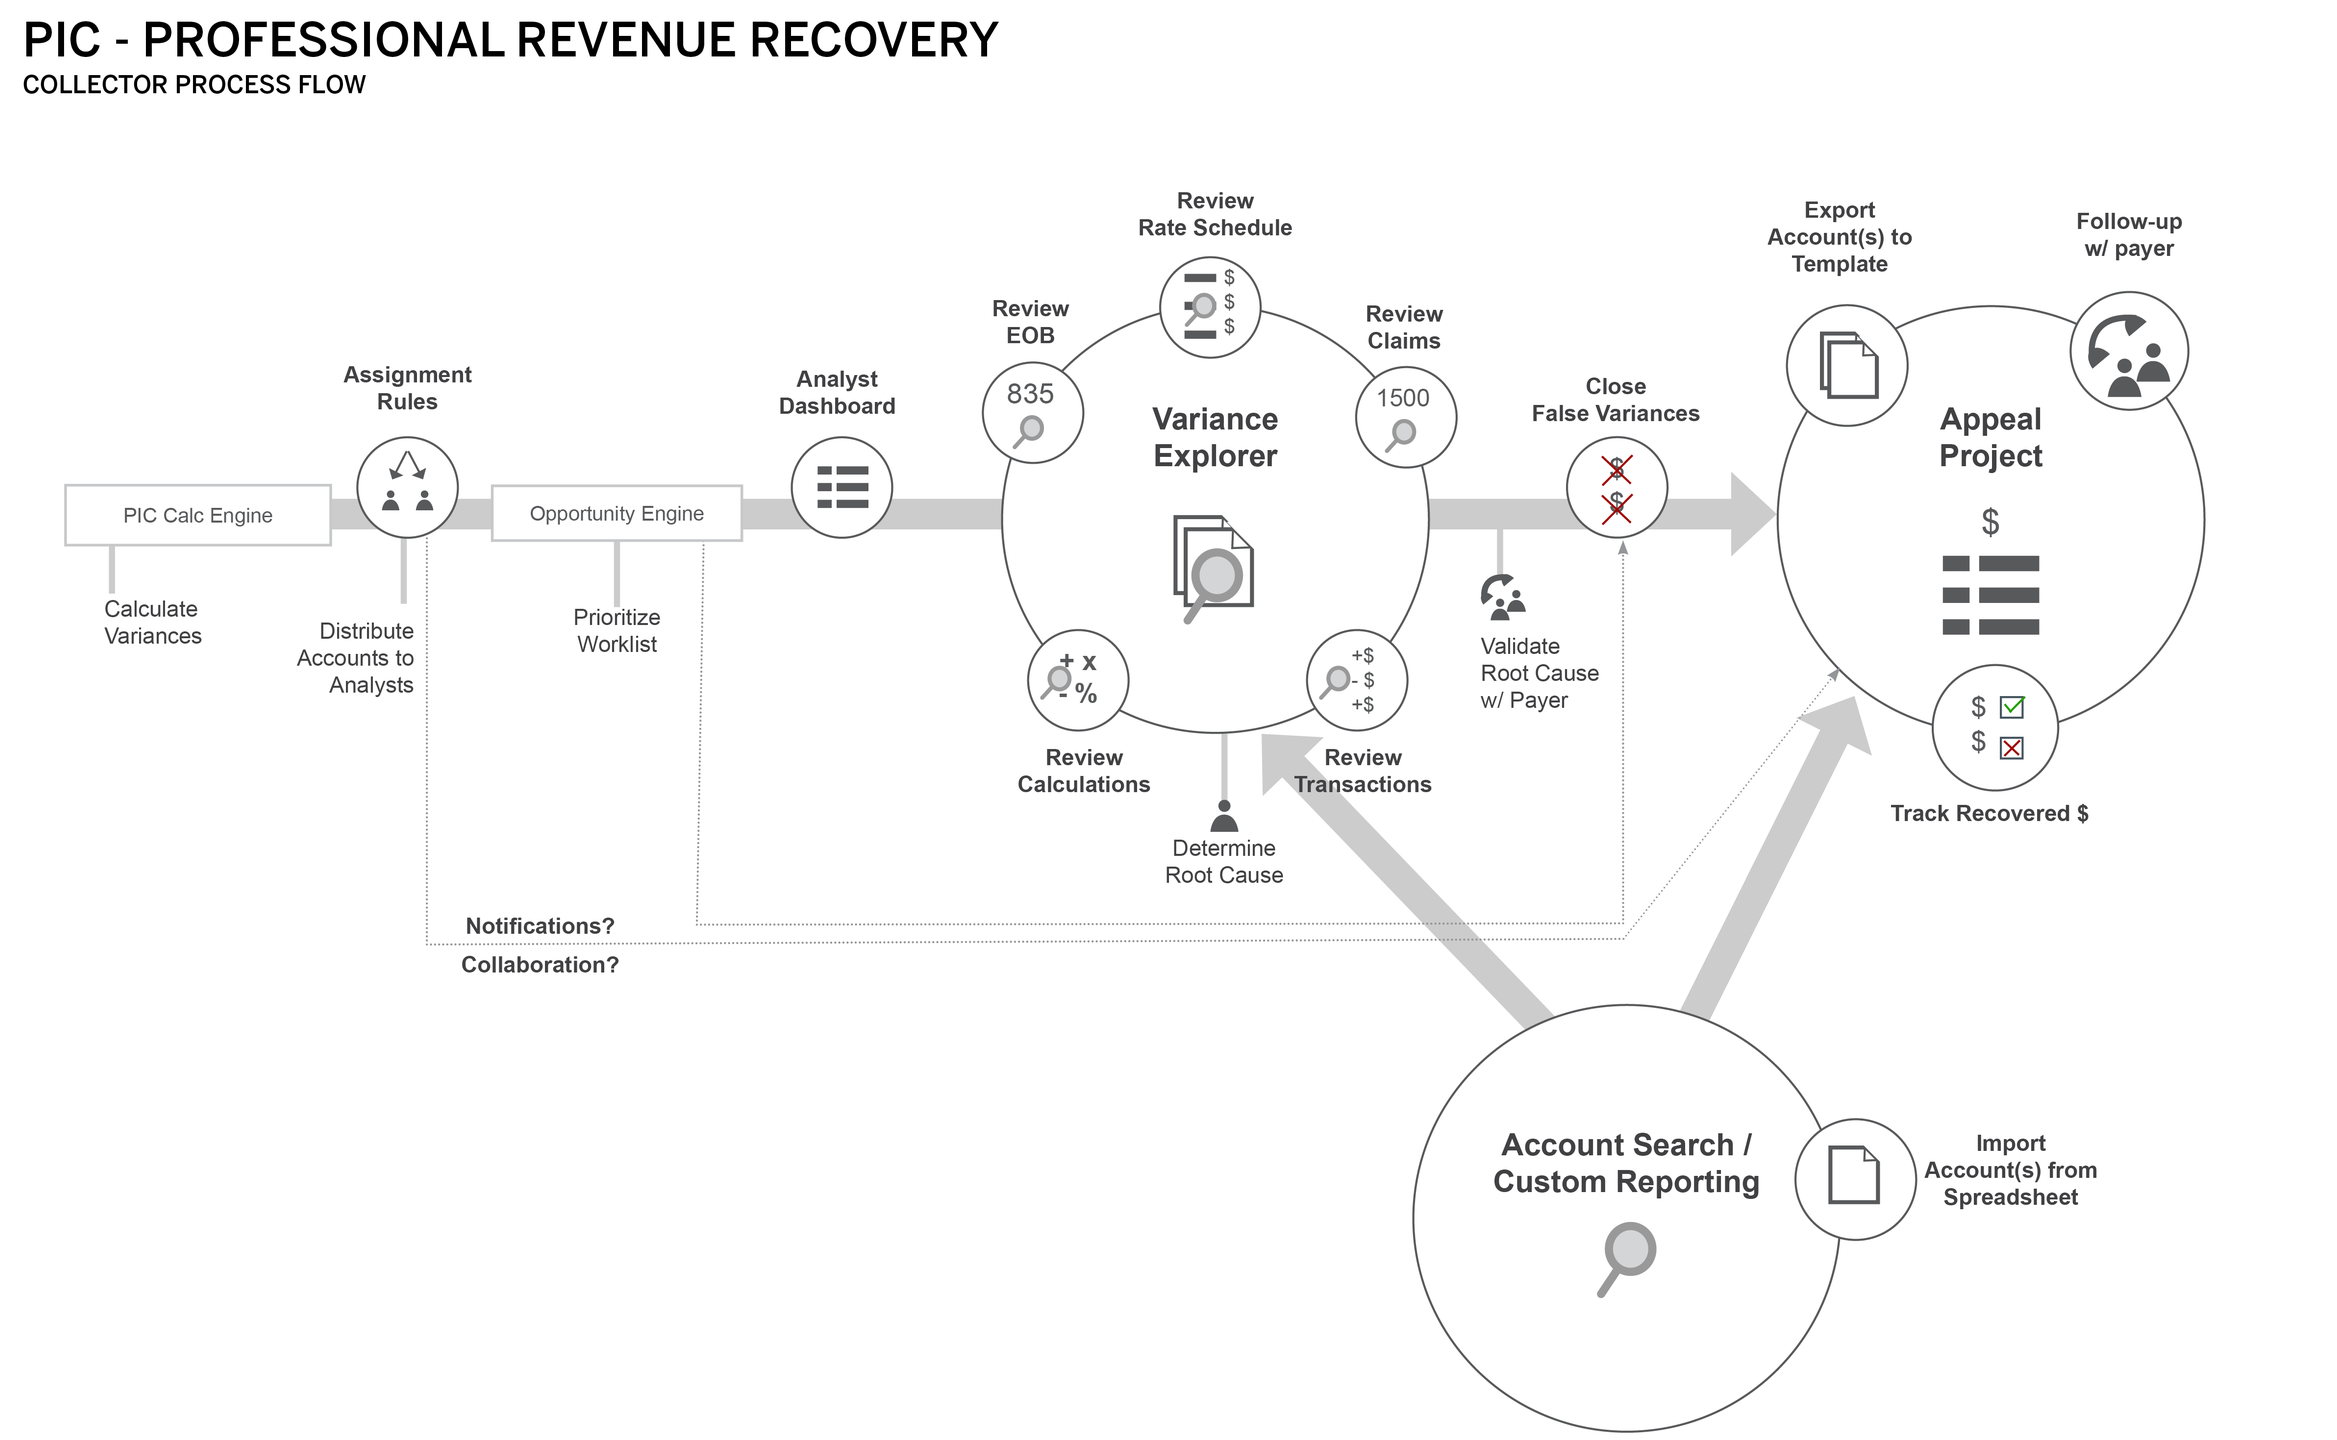 PIC - PROFESSIONAL REVENUE RECOVERY
COLLECTOR PROCESS FLOW
PIC Calc Engine
Calculate
Variances
Assignment
Rules
Distribute
Accounts to
Analysts
Opportunity Engine
Prioritize
Worklist
Analyst
Dashboard
Review
EOB
835
Review
Rate Schedule
$
$
$
Review
Claims
1500
Variance
Explorer
+ x
- %
Review
Calculations
+$
- $
+$
Review
Transactions
Determine
Root Cause
Close
False Variances
$
$
Validate
Root Cause
w/ Payer
Export
Account(s) to
Template
Follow-up
w/ payer
Appeal
Project
$
$
$
Track Recovered $
Notifications?
Collaboration?
Account Search /
Custom Reporting
Import
Account(s) from
Spreadsheet